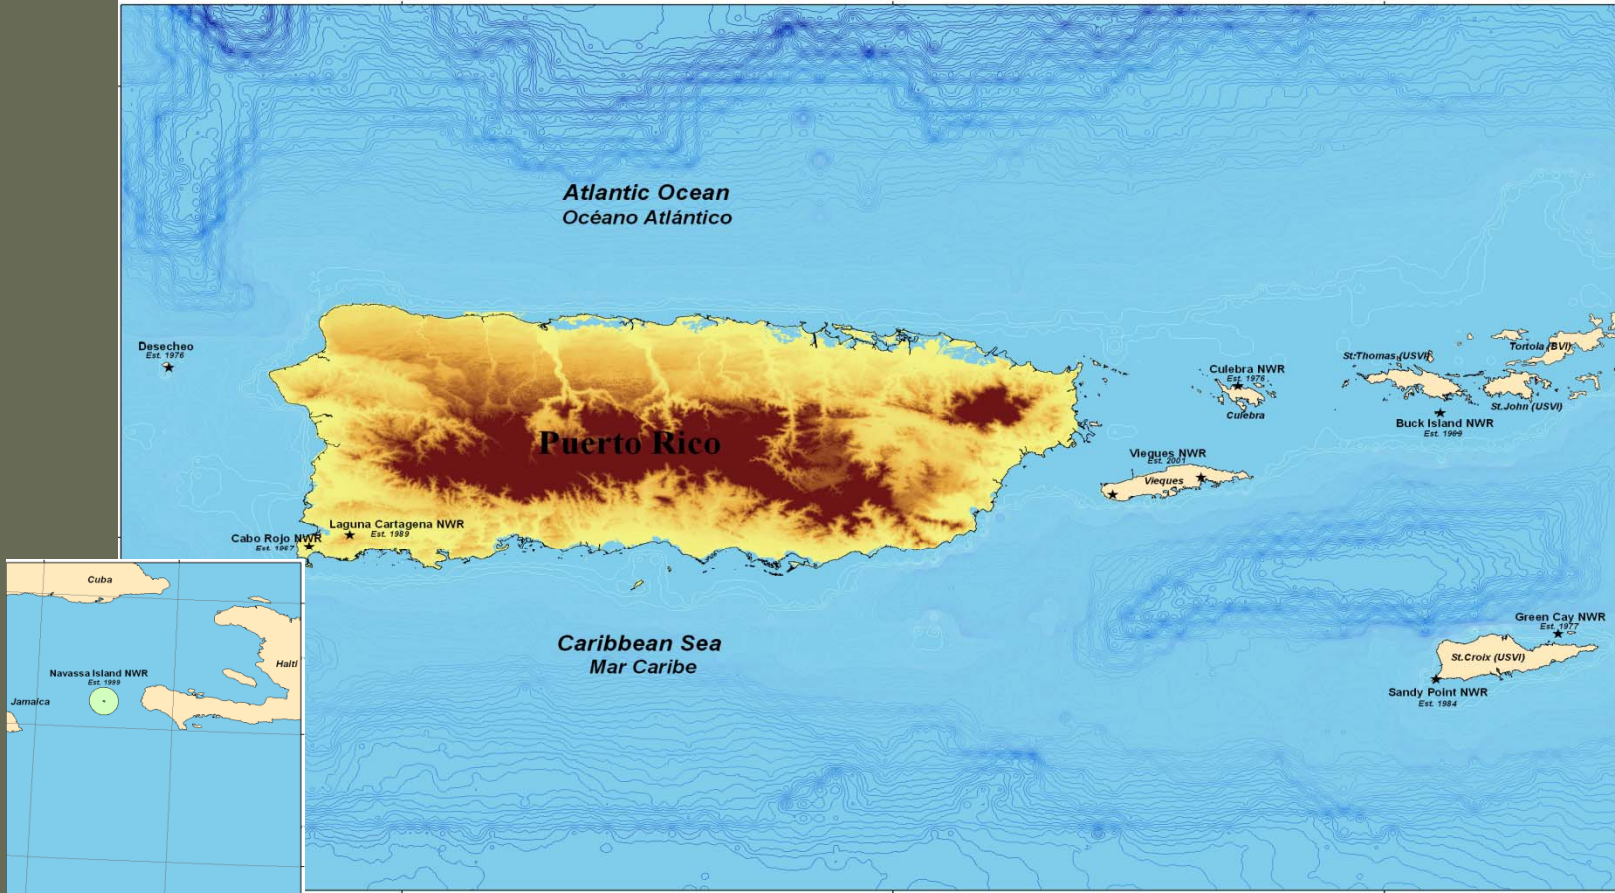 Atlantic Ocean
Océano Atlántico
Desecheo
Est. 1976
St.Thomas (USVI)
Tortola (BVI)
Culebra NWR
Est. 1976
Culebra
St.John (USVI)
Buck Island NWR
Est. 1969
Puerto Rico
Viegues NWR
Est. 2001
Vieques
Laguna Cartagena NWR
Est. 1989
Cabo Rojo NWR
Est. 1967
Cuba
Haiti
Navassa Island NWR
Est. 1999
Jamaica
Caribbean Sea
Mar Caribe
Green Cay NWR
Est. 1977
St.Croix (USVI)
Sandy Point NWR
Est. 1984